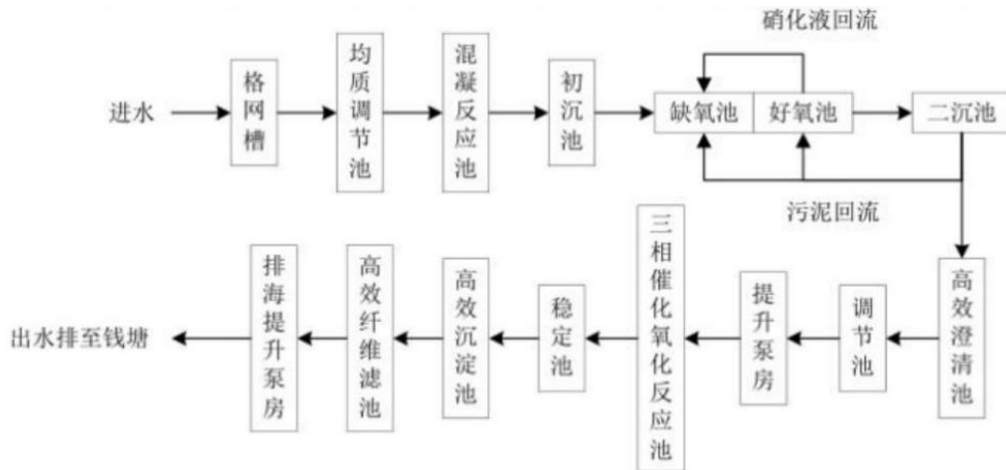 硝化液回流
进水
格网槽
均质调节池
混凝反应池
初沉池
缺氧池
好氧池
二沉池
污泥回流
高效澄清池
调节池
提升泵房
三相催化氧化反应池
稳定池
高效沉淀池
高效纤维滤池
排海提升泵房
出水排至钱塘